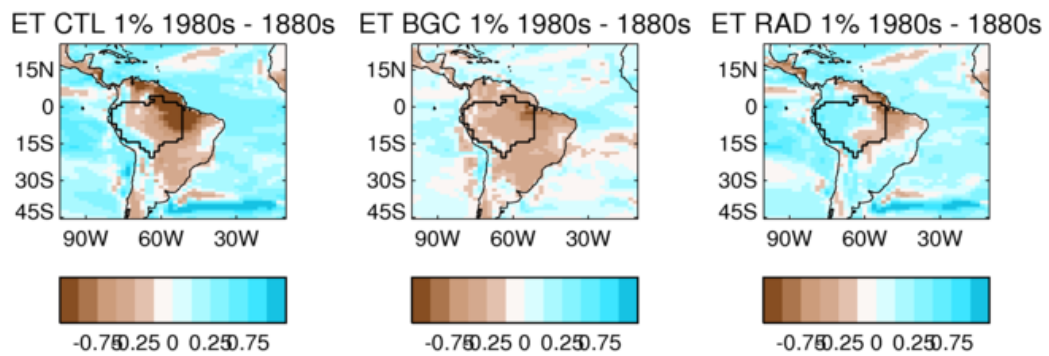 ET CTL 1% 1980s - 1880s
15N
0
15S
30S
45S
90W 60W 30W
-0.75 -0.25 0 0.25 0.75
ET BGC 1% 1980s - 1880s
15N
0
15S
30S
45S
90W 60W 30W
-0.75 -0.25 0 0.25 0.75
ET RAD 1% 1980s - 1880s
15N
0
15S
30S
45S
90W 60W 30W
-0.75 -0.25 0 0.25 0.75